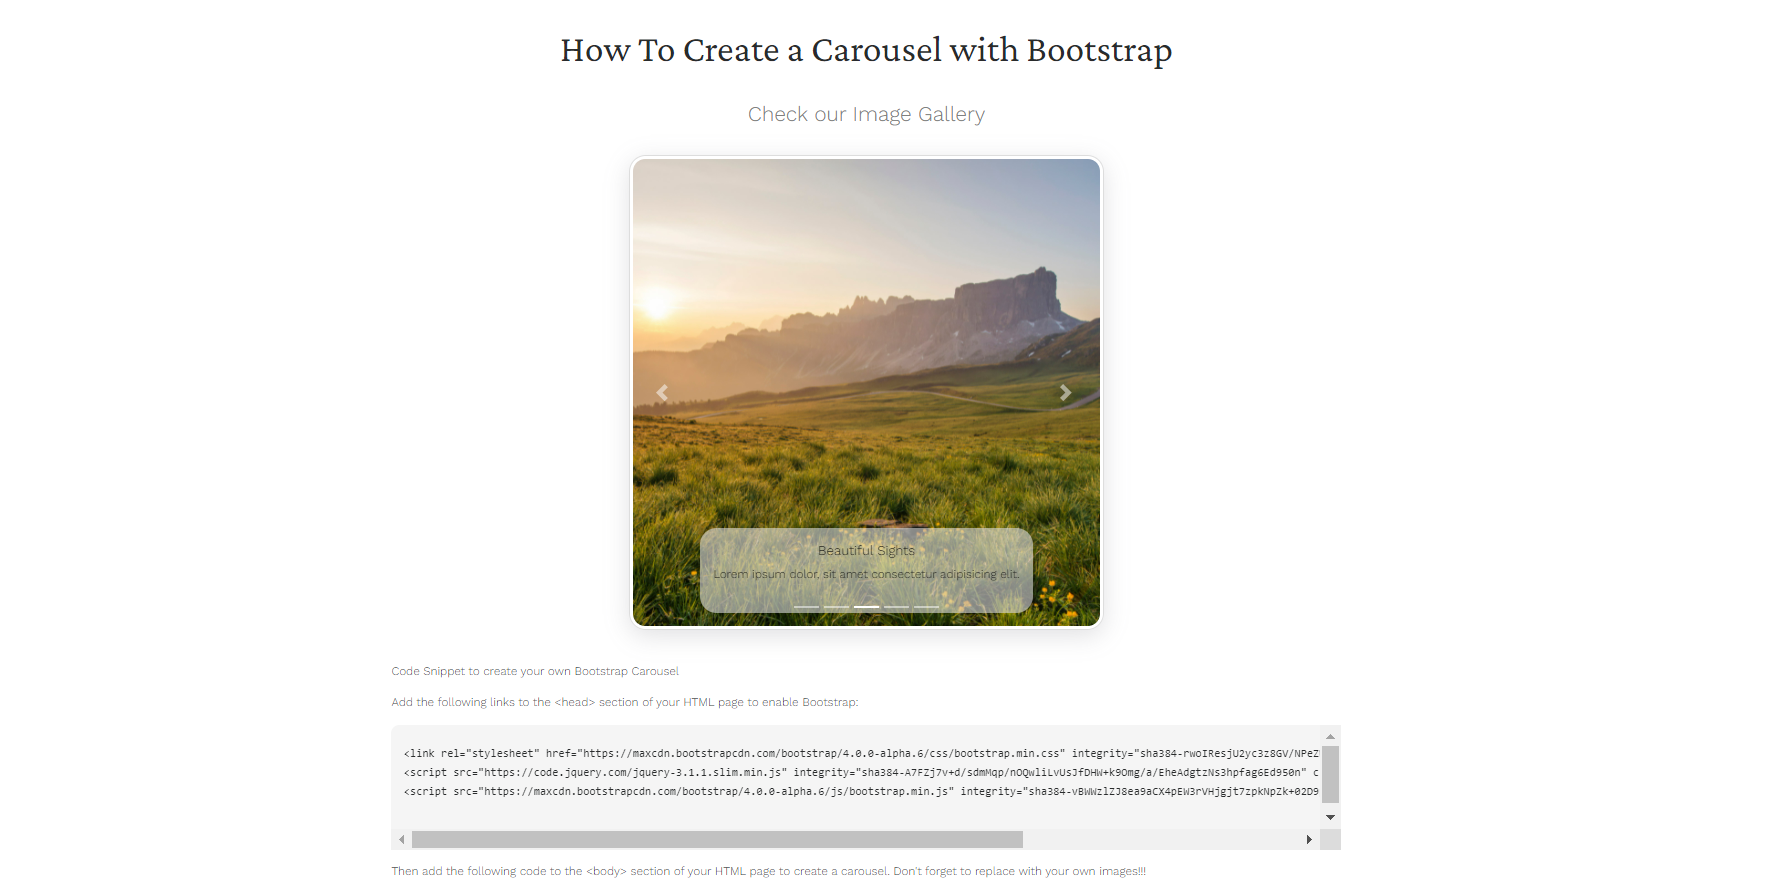 How To Create a Carousel with Bootstrap
Check our Image Gallery
Beautiful Sights
Lorem ipsum dolor, sit amet consectetur adipisicing elit.
Code Snippet to create your own Bootstrap Carousel
Add the following links to the <head> section of your HTML page to enable Bootstrap:
<link rel="stylesheet" href="https://maxcdn.bootstrapcdn.com/bootstrap/4.0.0-alpha.6/css/bootstrap.min.css" integrity="sha384-rwoIResjU2yc3z8GV/NPeZ
<script src="https://code.jquery.com/jquery-3.1.1.slim.min.js" integrity="sha384-A7FZj7v+d/sdmMqp/nOQwliLvUsJfDHW+k9Omg/a/EheAdgtzNs3hpfag6Ed950n" c
<script src="https://maxcdn.bootstrapcdn.com/bootstrap/4.0.0-alpha.6/js/bootstrap.min.js" integrity="sha384-vBWWzlZJ8ea9aCX4pEW3rVHjgjt7zpkNpZk+02D9
Then add the following code to the <body> section of your HTML page to create a carousel. Don't forget to replace with your own images!!!